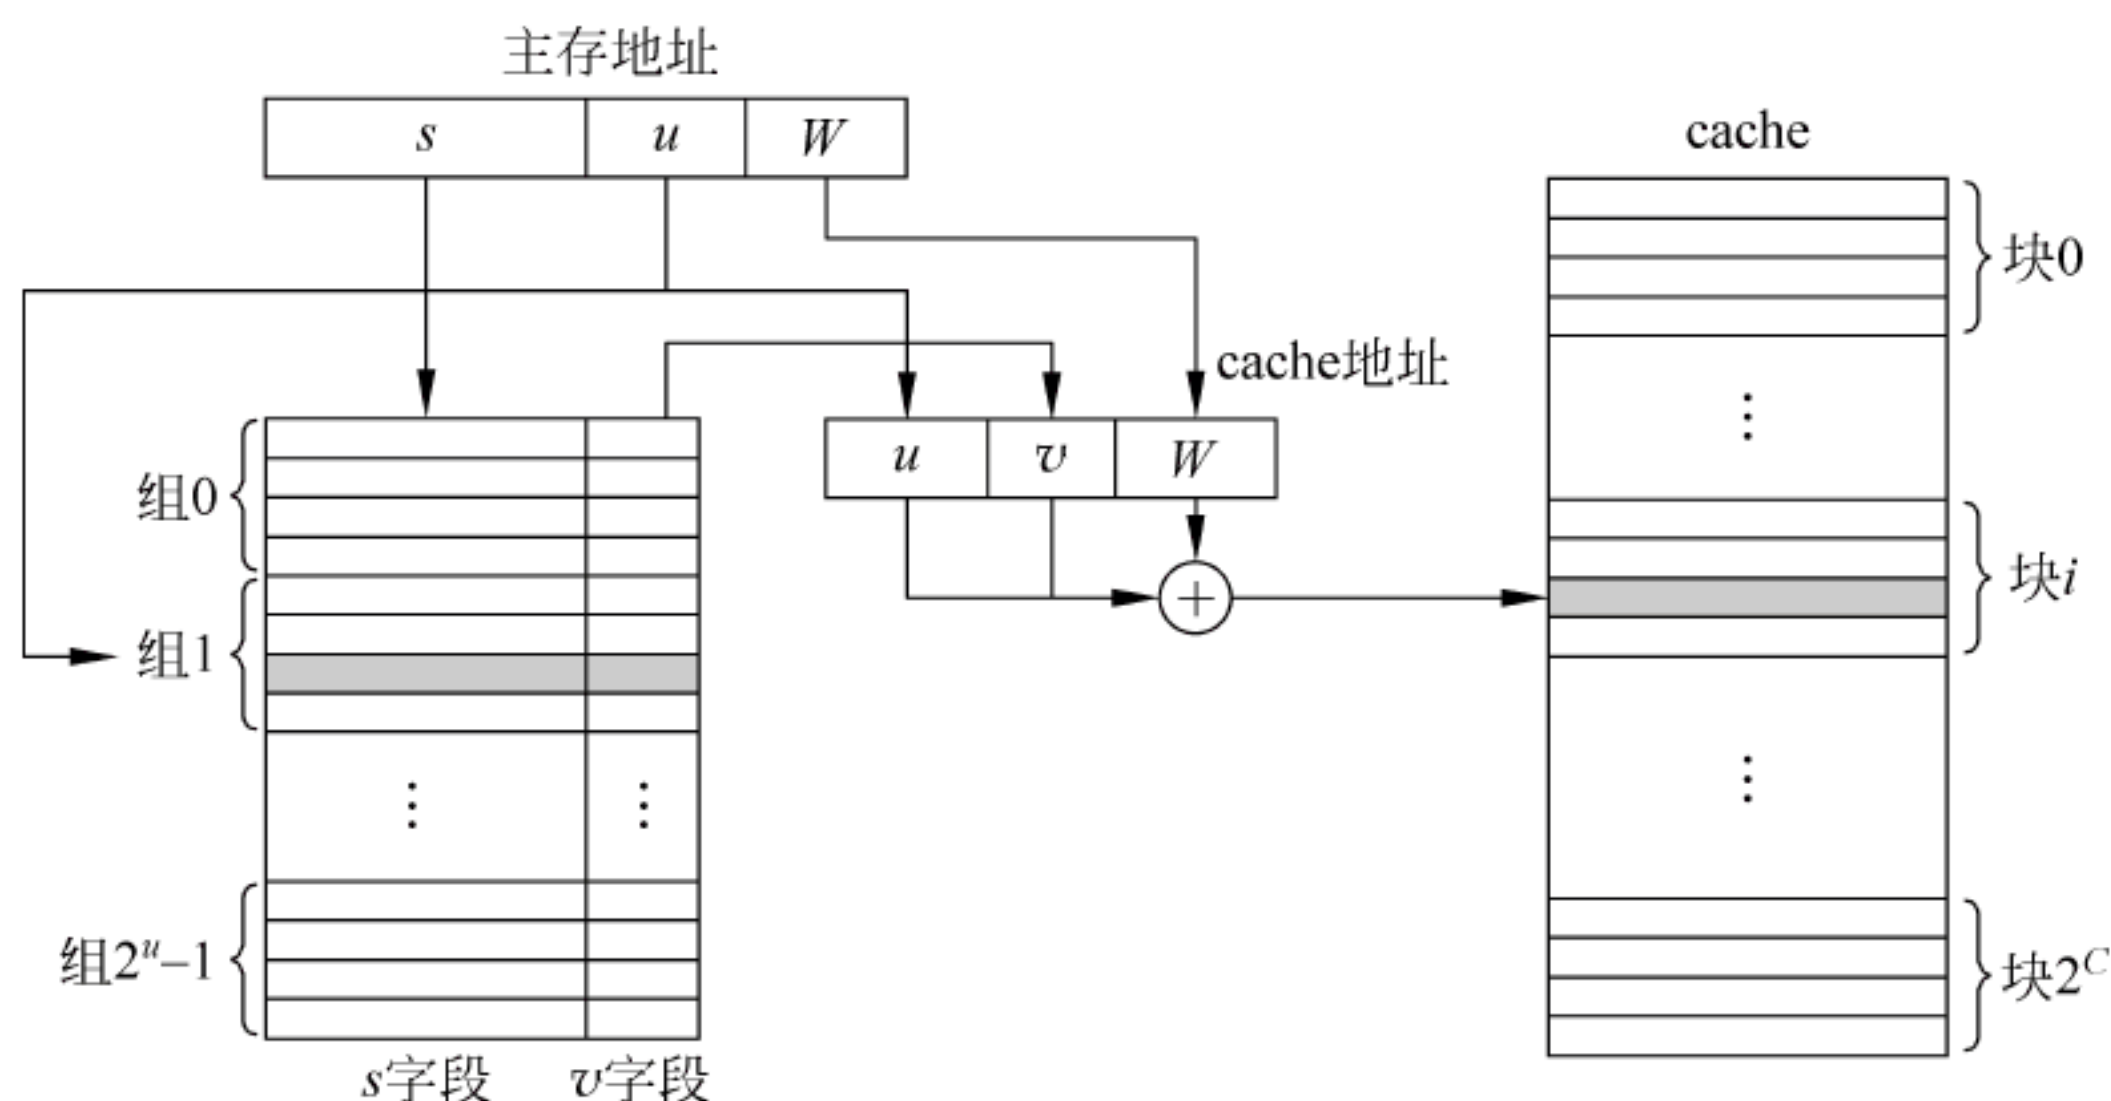 主存地址
s u W
cache
块0
cache地址
u v W
组0
块i
组1
组2^u–1
块2^C
s字段 v字段